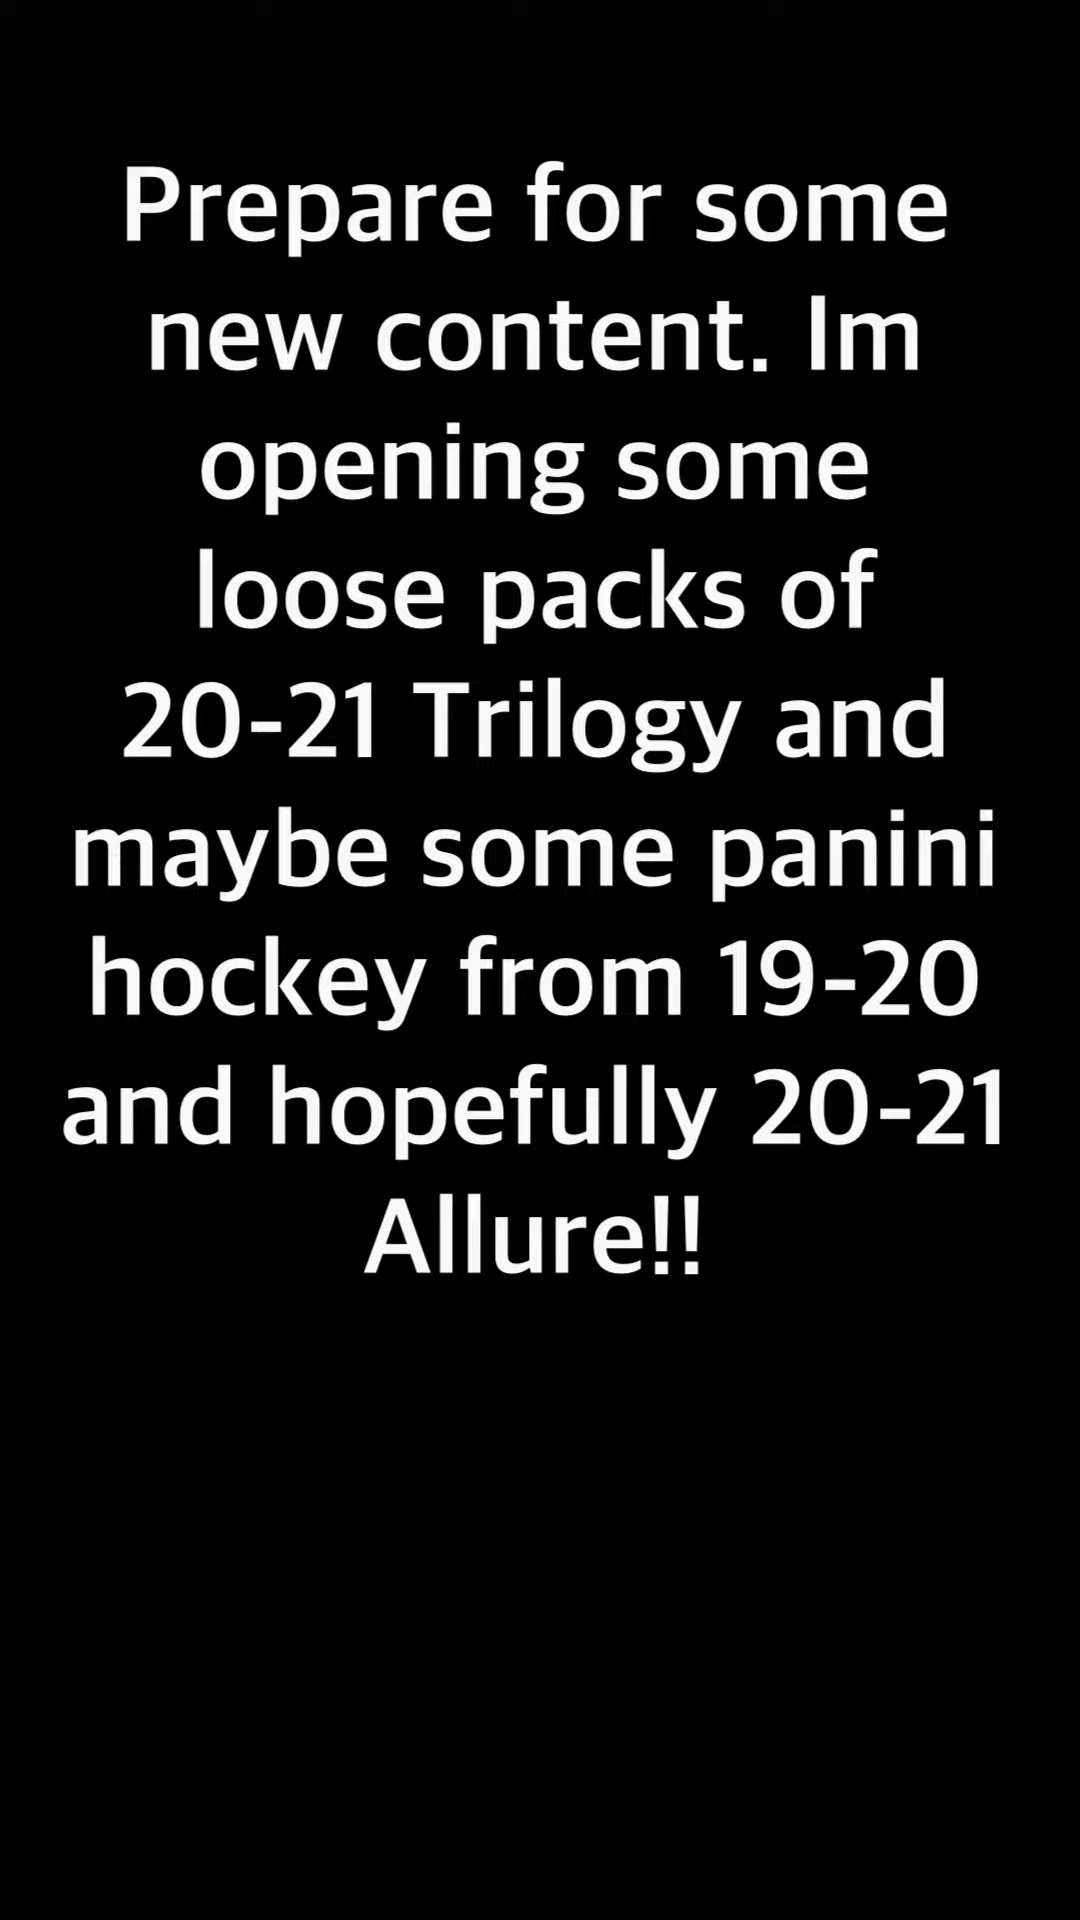 Prepare for some
new content. Im
opening some
loose packs of
20-21 Trilogy and
maybe some panini
hockey from 19-20
and hopefully 20-21
Allure!!